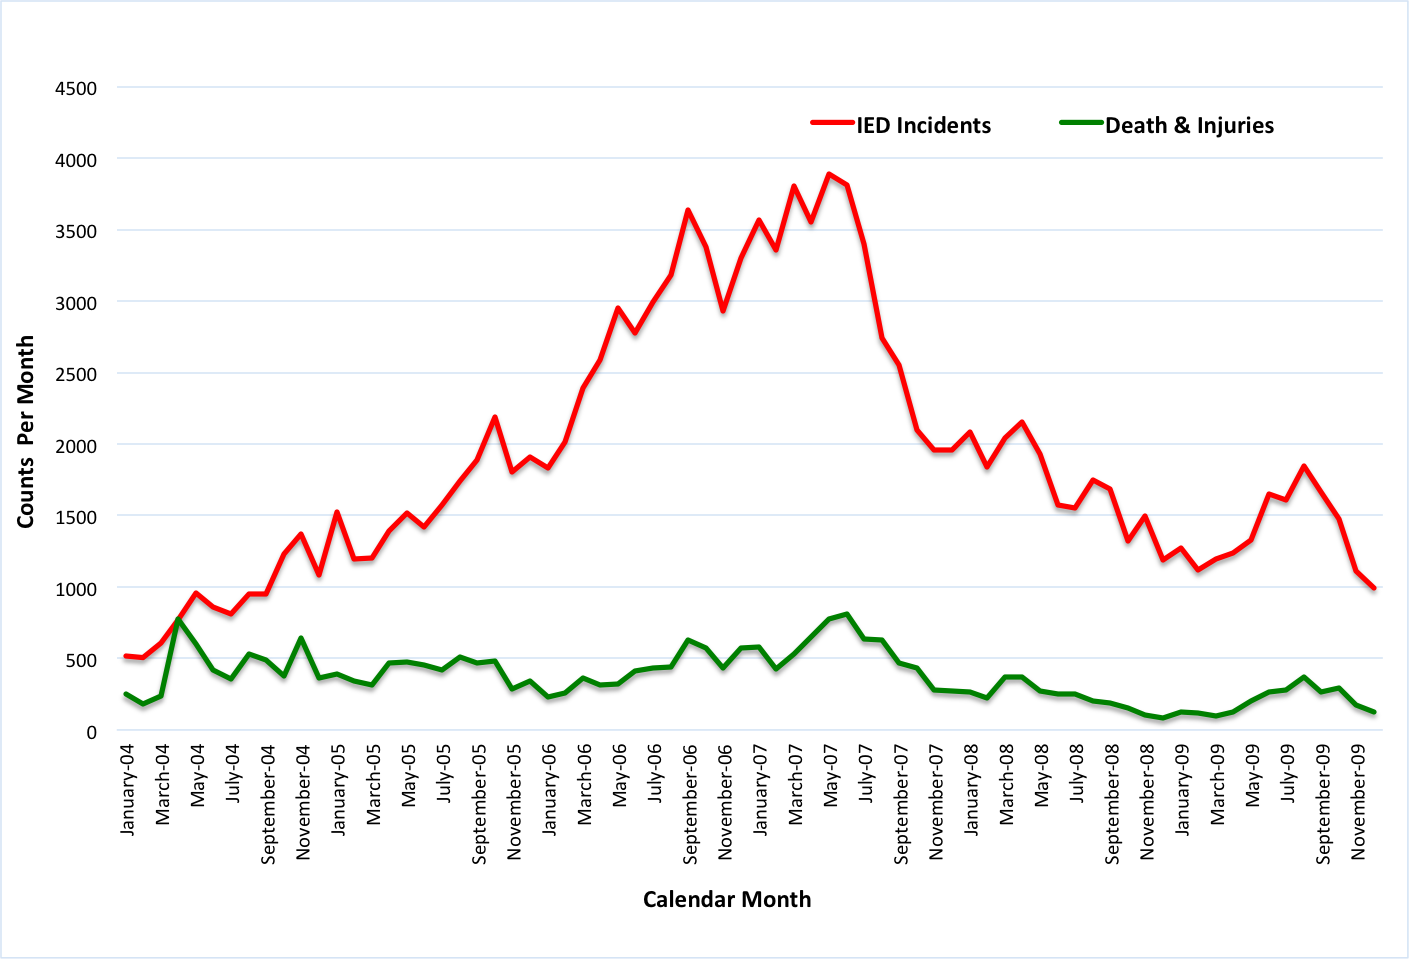 4500
4000
3500
3000
2500
2000
1500
1000
500
0
IED Incidents
Death & Injuries
Counts Per Month
January-04
March-04
May-04
July-04
September-04
November-04
January-05
March-05
May-05
July-05
September-05
November-05
January-06
March-06
May-06
July-06
September-06
November-06
January-07
March-07
May-07
July-07
September-07
November-07
January-08
March-08
May-08
July-08
September-08
November-08
January-09
March-09
May-09
July-09
September-09
November-09
Calendar Month